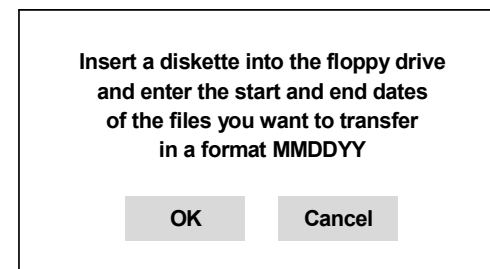 Insert a diskette into the floppy drive
and enter the start and end dates
of the files you want to transfer
in a format MMDDYY
OK Cancel